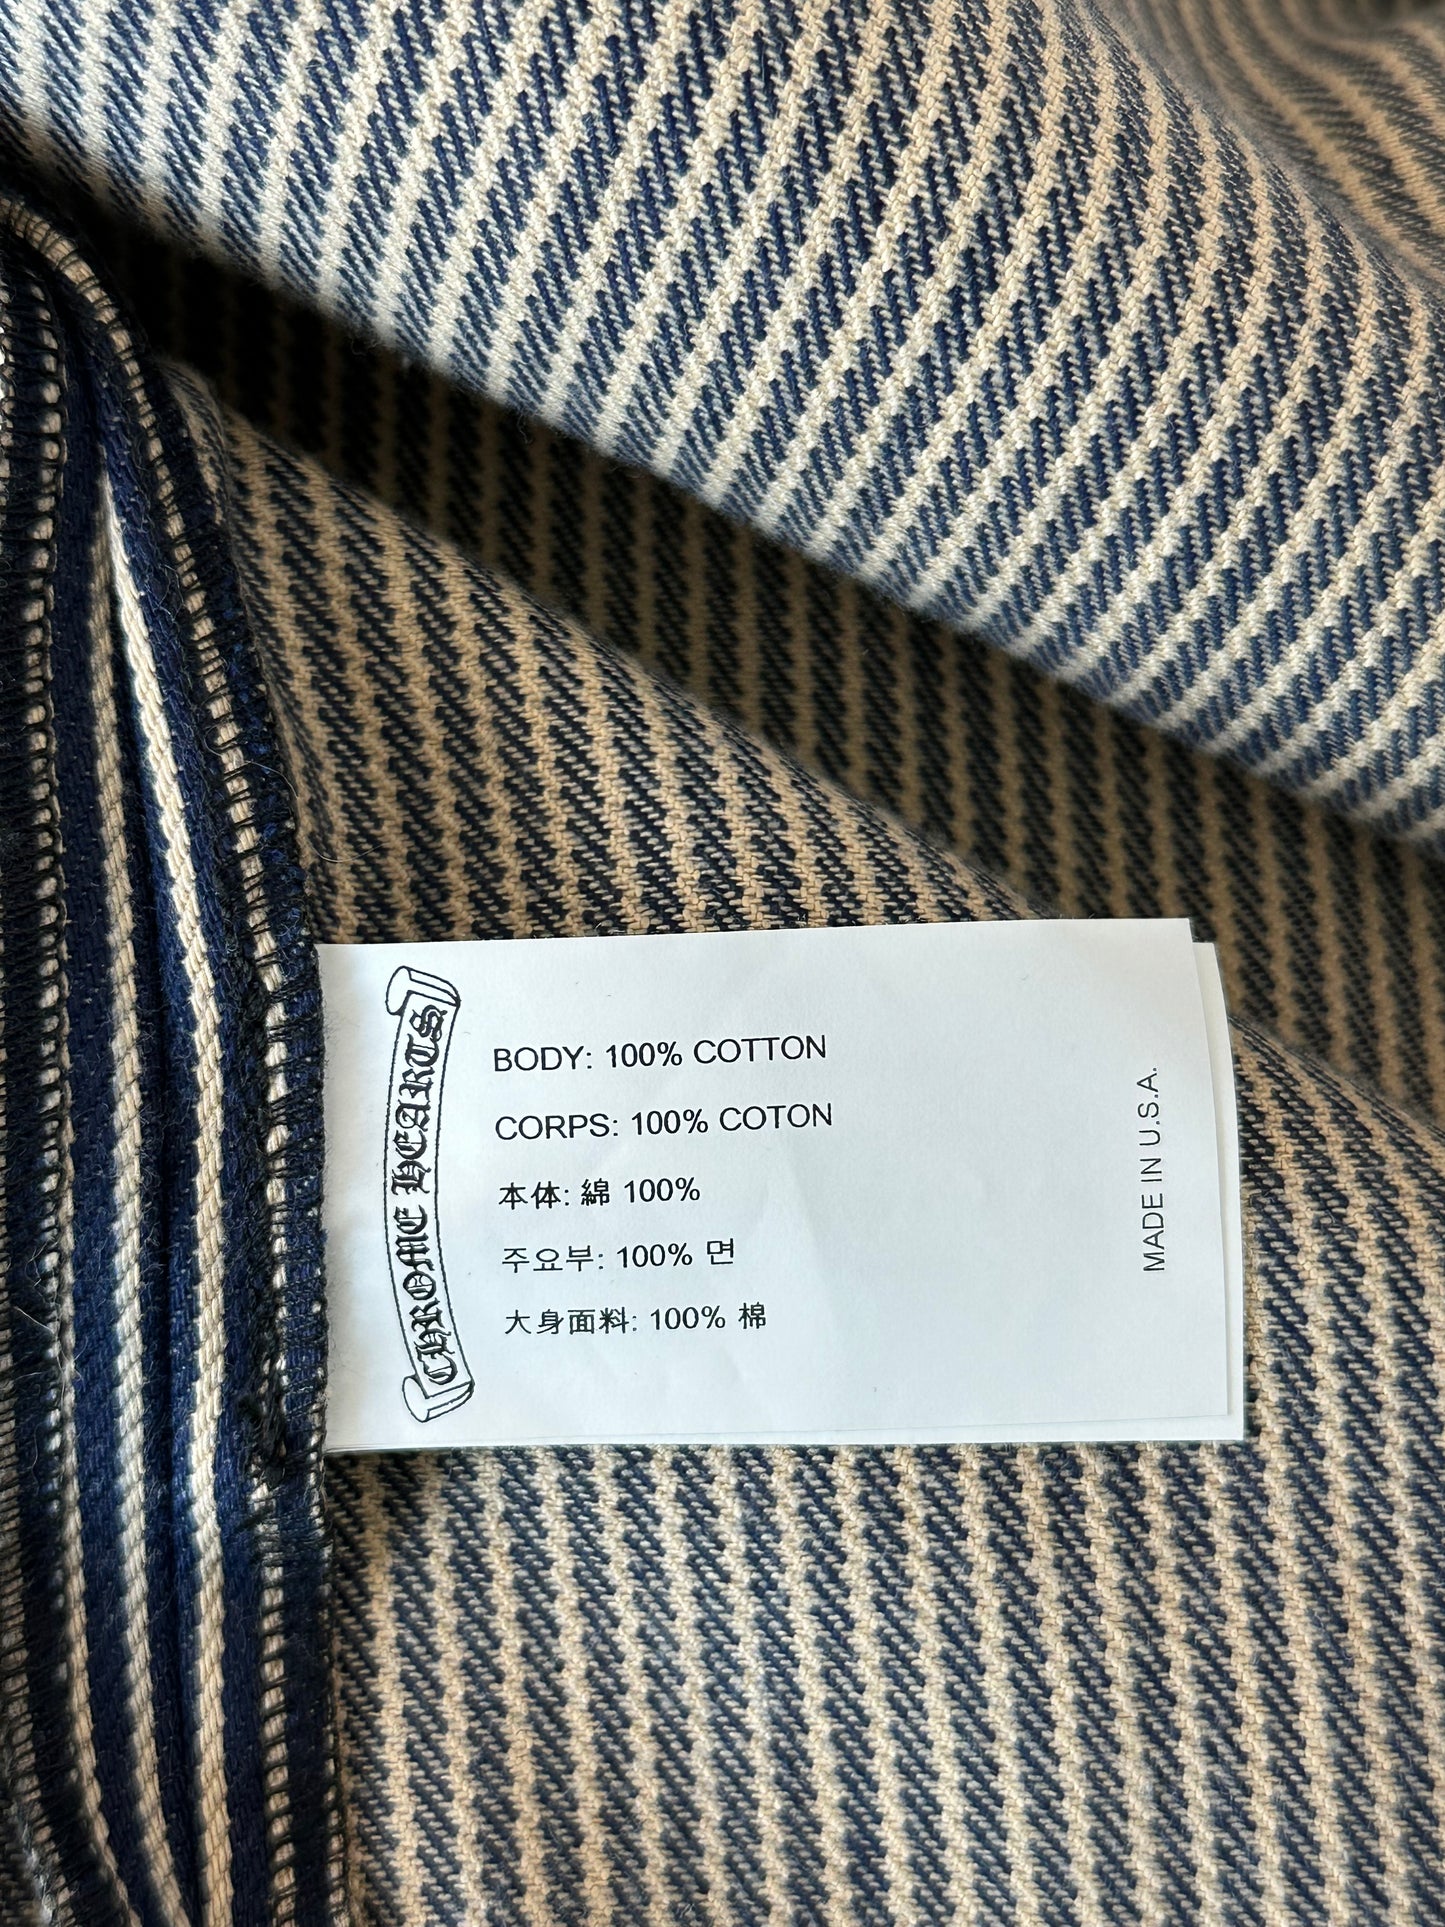 CHROME HEARTS
BODY: 100% COTTON
CORPS: 100% COTON
本体: 綿 100%
주요부: 100% 면
大身面料: 100% 棉
MADE IN U.S.A.